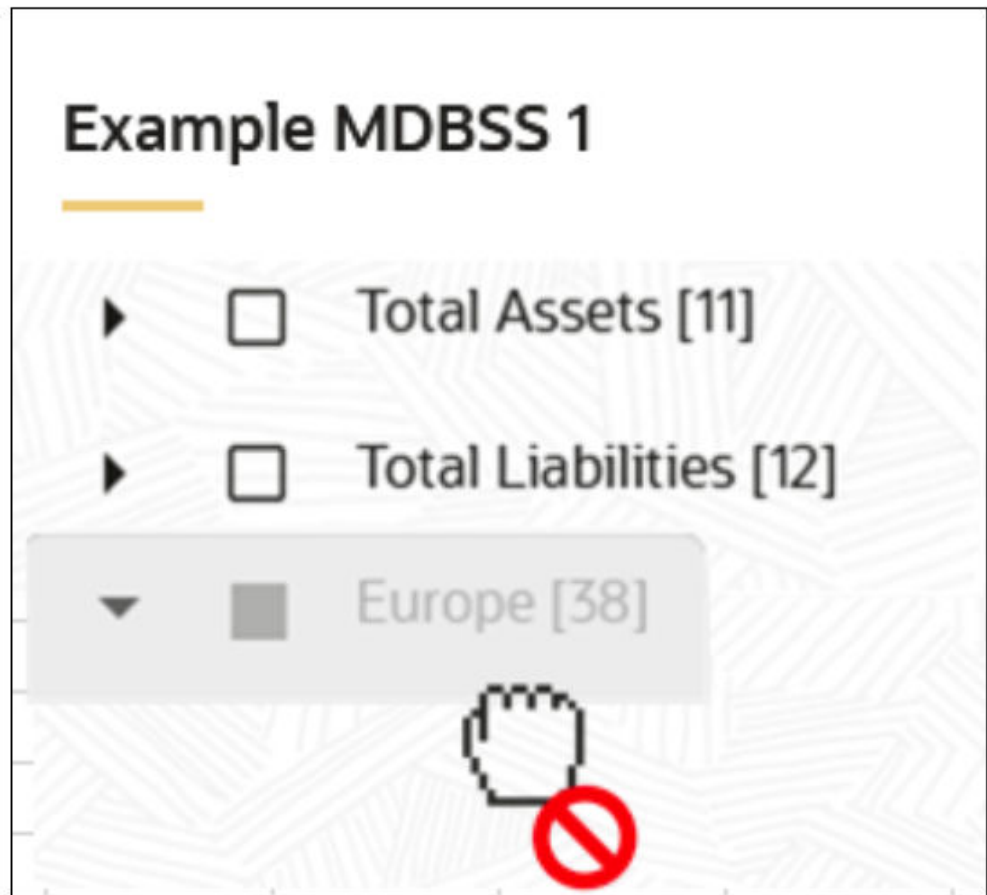 Example MDBSS 1
Total Assets [11]
Total Liabilities [12]
Europe [38]